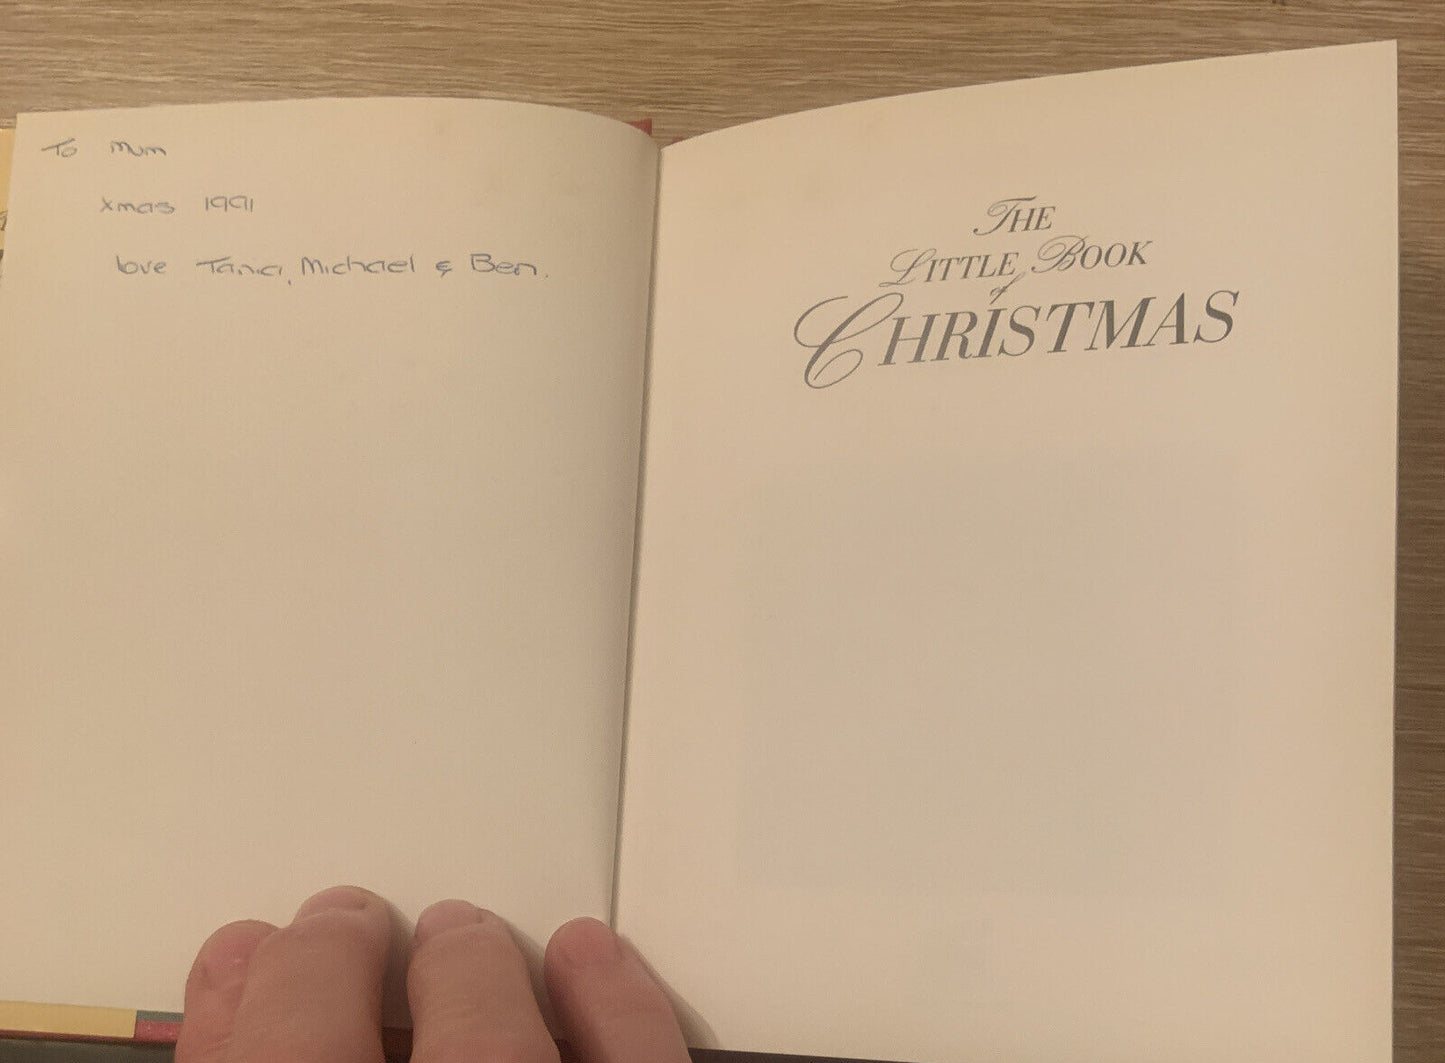 To Mum
Xmas 1991
love Tania, Michael & Ben.
THE
LITTLE BOOK
of
CHRISTMAS